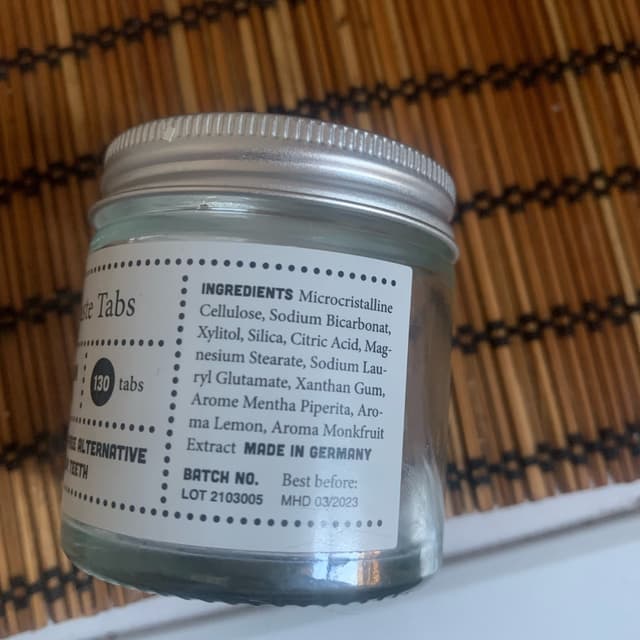 Tabs
130 tabs
ALTERNATIVE
TEETH
INGREDIENTS Microcristalline
Cellulose, Sodium Bicarbonat,
Xylitol, Silica, Citric Acid, Mag-
nesium Stearate, Sodium Lau-
ryl Glutamate, Xanthan Gum,
Arome Mentha Piperita, Aro-
ma Lemon, Aroma Monkfruit
Extract MADE IN GERMANY
BATCH NO. Best before:
LOT 2103005 MHD 03/2023